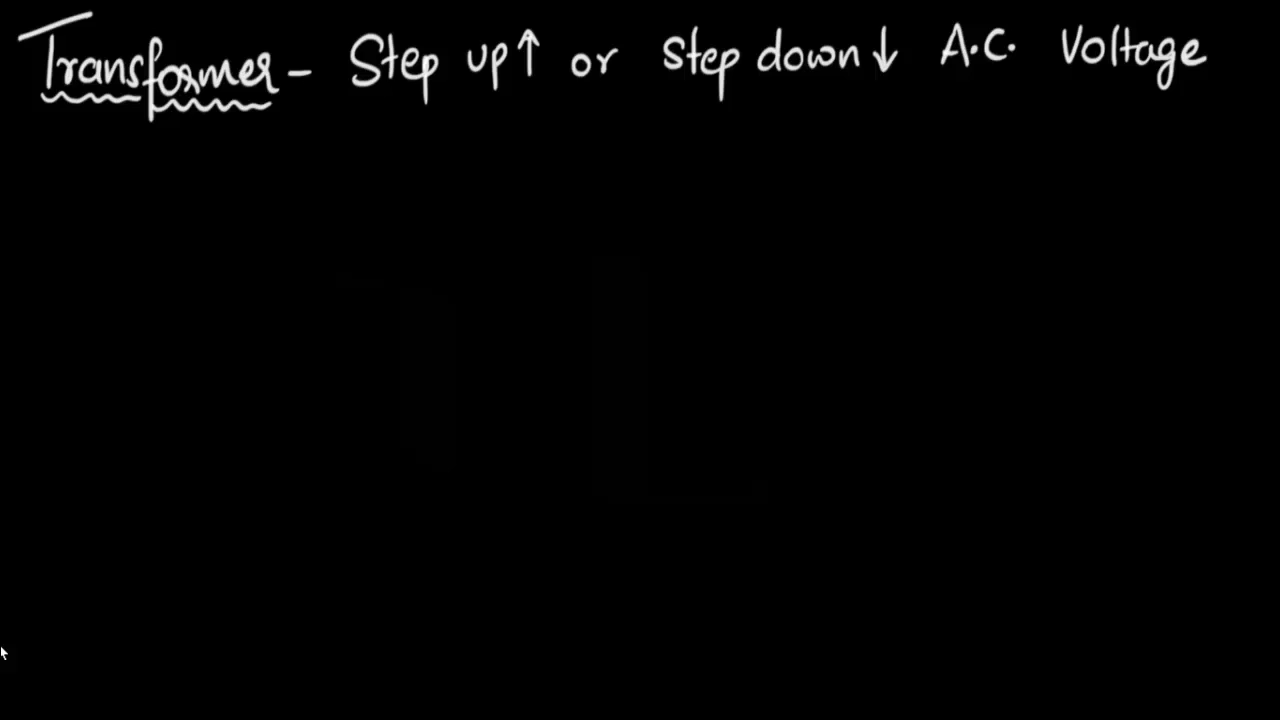 Transformer - Step up↑ or step down↓ A.C. Voltage